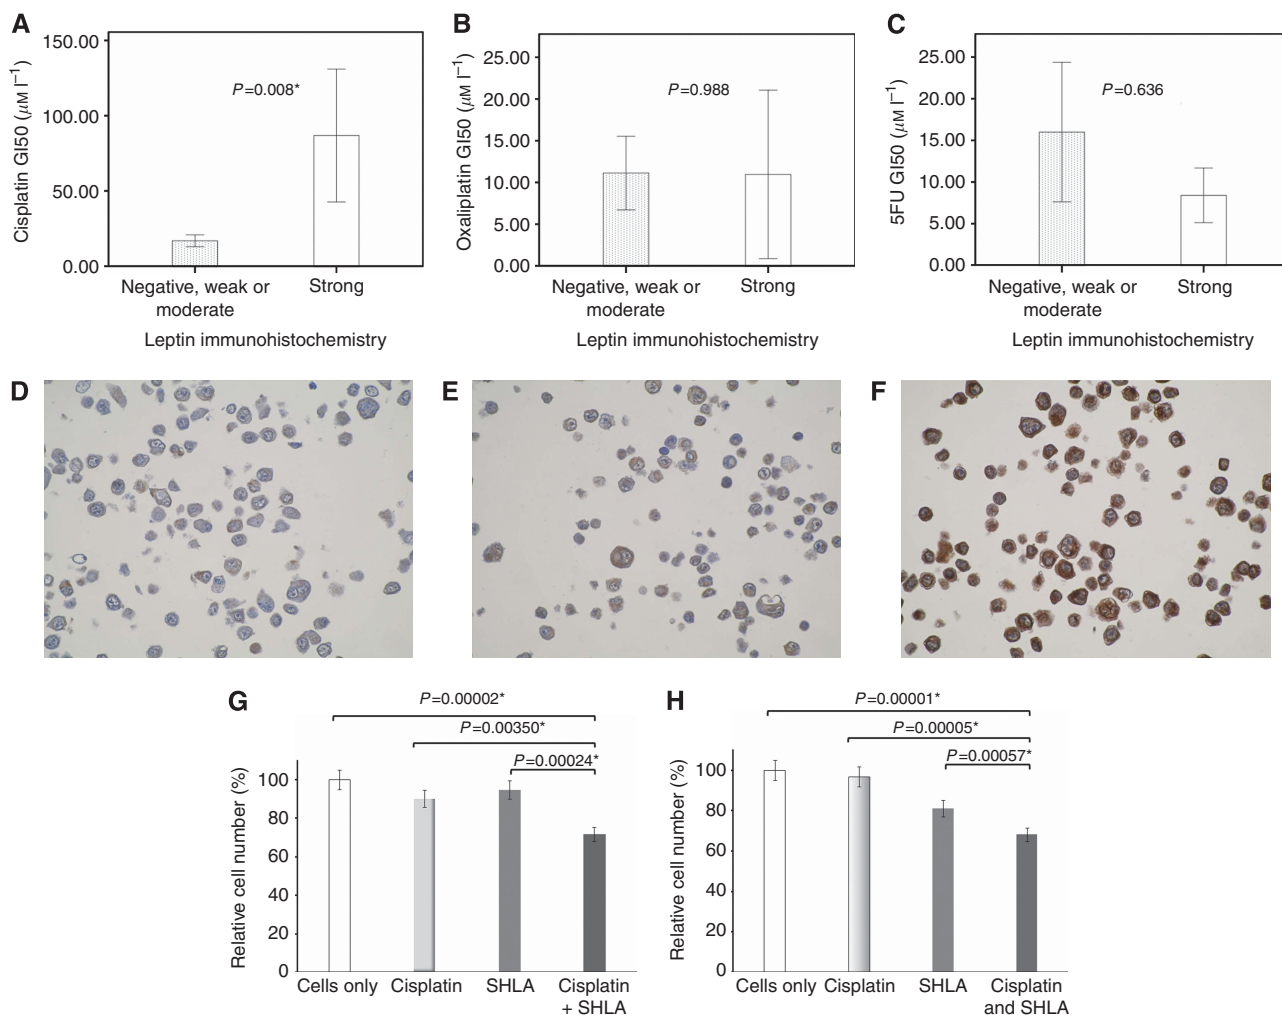 A
Cisplatin GI50 (μM l⁻¹)
150.00
100.00
50.00
0.00
P=0.008*
Negative, weak or
moderate
Strong
Leptin immunohistochemistry
B
Oxaliplatin GI50 (μM l⁻¹)
25.00
20.00
15.00
10.00
5.00
0.00
P=0.988
Negative, weak or
moderate
Strong
Leptin immunohistochemistry
C
5FU GI50 (μM l⁻¹)
25.00
20.00
15.00
10.00
5.00
0.00
P=0.636
Negative, weak or
moderate
Strong
Leptin immunohistochemistry
D
E
F
G
P=0.00002*
P=0.00350*
P=0.00024*
Relative cell number (%)
100
80
60
40
20
0
Cells only
Cisplatin
SHLA
Cisplatin
+ SHLA
H
P=0.00001*
P=0.00005*
P=0.00057*
Relative cell number (%)
100
80
60
40
20
0
Cells only
Cisplatin
SHLA
Cisplatin
and SHLA